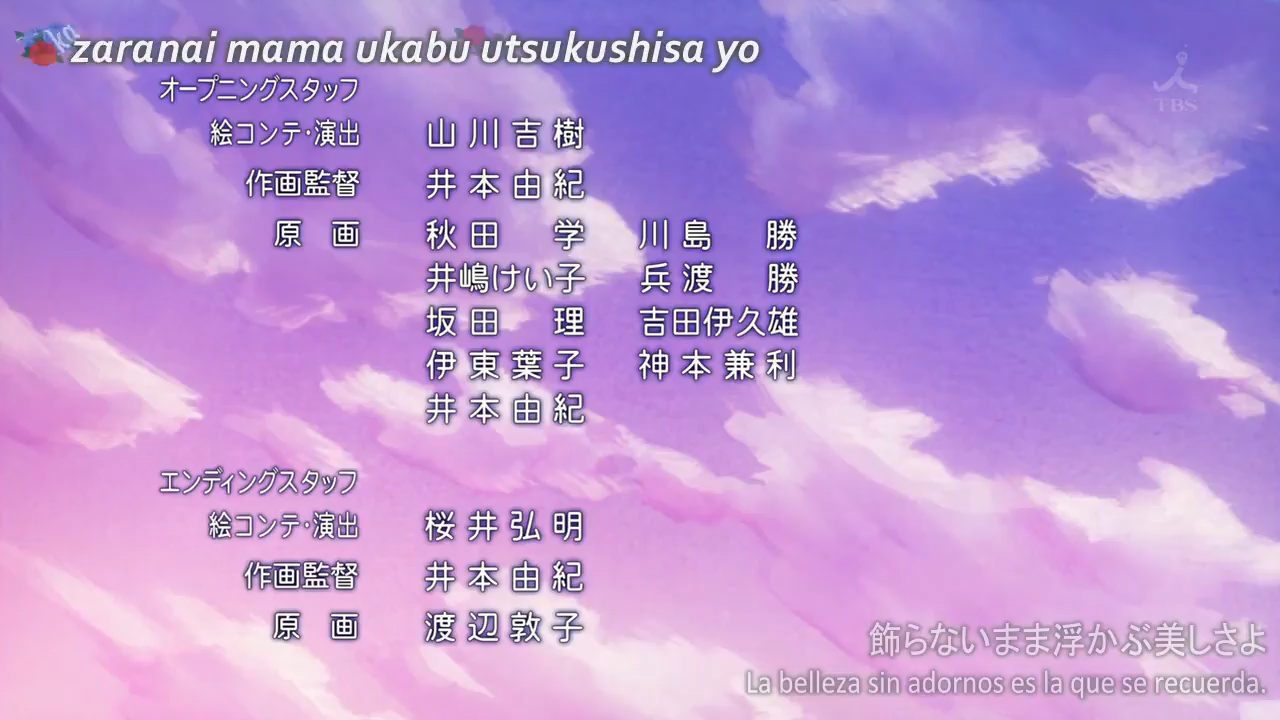 kazaranai mama ukabu utsukushisa yo
TBS
オープニングスタッフ
絵コンテ・演出 山川吉樹
作画監督 井本由紀
原 画 秋田 学 川島 勝
井嶋けい子 兵渡 勝
坂田 理 吉田伊久雄
伊東葉子 神本兼利
井本由紀
エンディングスタッフ
絵コンテ・演出 桜井弘明
作画監督 井本由紀
原 画 渡辺敦子
飾らないまま浮かぶ美しさよ
La belleza sin adornos es la que se recuerda.